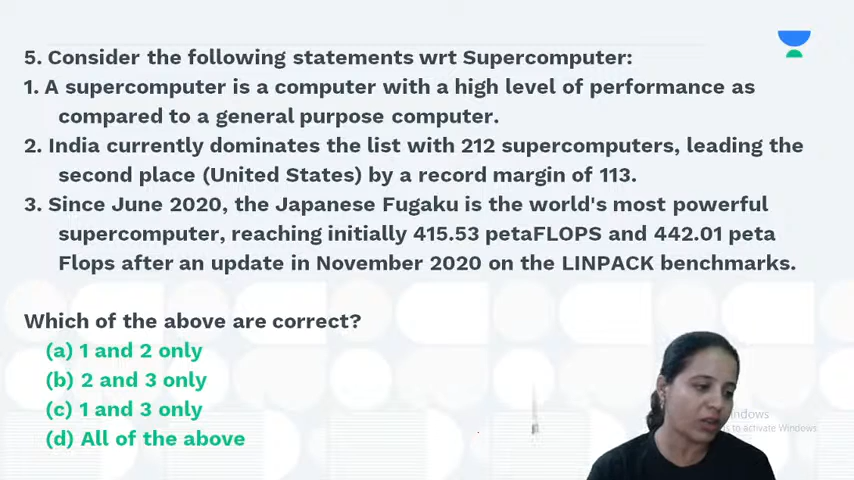 5. Consider the following statements wrt Supercomputer:
1. A supercomputer is a computer with a high level of performance as
compared to a general purpose computer.
2. India currently dominates the list with 212 supercomputers, leading the
second place (United States) by a record margin of 113.
3. Since June 2020, the Japanese Fugaku is the world's most powerful
supercomputer, reaching initially 415.53 petaFLOPS and 442.01 peta
Flops after an update in November 2020 on the LINPACK benchmarks.
Which of the above are correct?
(a) 1 and 2 only
(b) 2 and 3 only
(c) 1 and 3 only
(d) All of the above
indows
s to activate Windows.